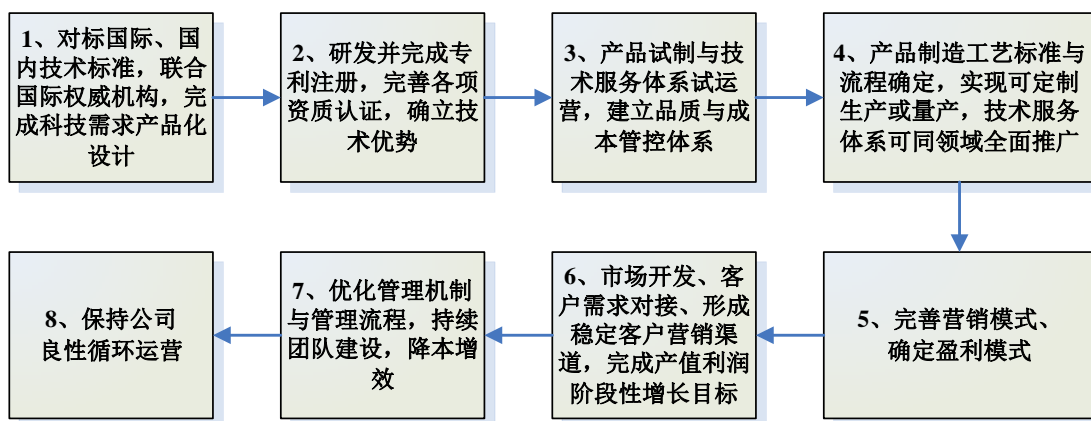 1、对标国际、国
内技术标准，联合
国际权威机构，完
成科技需求产品化
设计
2、研发并完成专
利注册，完善各项
资质认证，确立技
术优势
3、产品试制与技
术服务体系试运
营，建立品质与成
本管控体系
4、产品制造工艺标准与
流程确定，实现可定制
生产或量产，技术服务
体系可同领域全面推广
5、完善营销模式、
确定盈利模式
6、市场开发、客
户需求对接、形成
稳定客户营销渠
道，完成产值利润
阶段性增长目标
7、优化管理机制
与管理流程，持续
团队建设，降本增
效
8、保持公司
良性循环运营